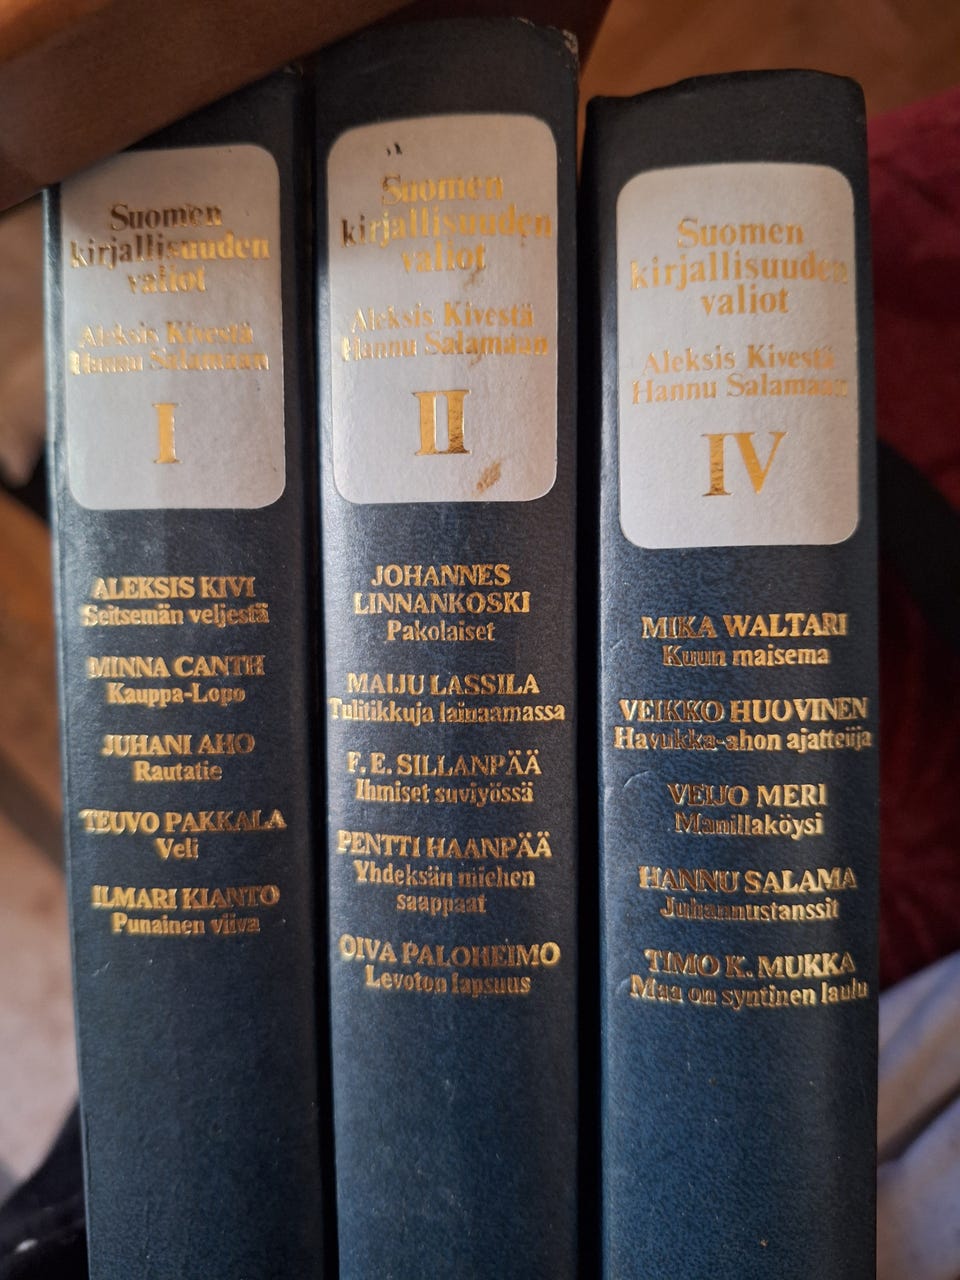 Suomen
kirjallisuuden
valiot
Aleksis Kivestä
Hannu Salamaan
I
ALEKSIS KIVI
Seitsemän veljestä
MINNA CANTH
Kauppa-Lopo
JUHANI AHO
Rautatie
TEUVO PAKKALA
Veli
ILMARI KIANTO
Punainen viiva
Suomen
kirjallisuuden
valiot
Aleksis Kivestä
Hannu Salamaan
II
JOHANNES
LINNANKOSKI
Pakolaiset
MAIJU LASSILA
Tulitikkuja lainaamassa
F. E. SILLANPÄÄ
Ihmiset suviyössä
PENTTI HAANPÄÄ
Yhdeksän miehen
saappaat
OIVA PALOHEIMO
Levoton lapsuus
Suomen
kirjallisuuden
valiot
Aleksis Kivestä
Hannu Salamaan
IV
MIKA WALTARI
Kuun maisema
VEIKKO HUOVINEN
Havukka-ahon ajattelija
VEIJO MERI
Manillaköysi
HANNU SALAMA
Juhannustanssit
TIMO K. MUKKA
Maa on syntinen laulu